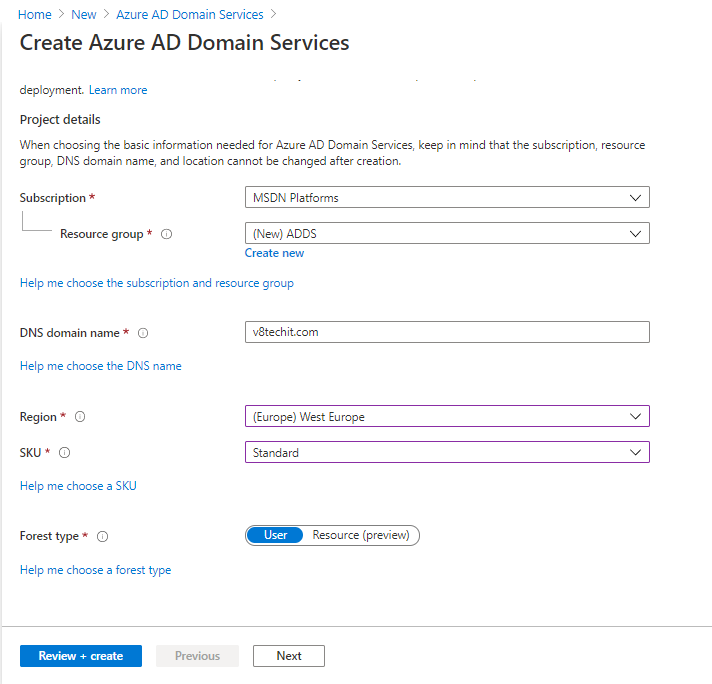 Home > New > Azure AD Domain Services >
Create Azure AD Domain Services
deployment. Learn more
Project details
When choosing the basic information needed for Azure AD Domain Services, keep in mind that the subscription, resource
group, DNS domain name, and location cannot be changed after creation.
Subscription * MSDN Platforms
Resource group * (New) ADDS
Create new
Help me choose the subscription and resource group
DNS domain name * v8techit.com
Help me choose the DNS name
Region * (Europe) West Europe
SKU * Standard
Help me choose a SKU
Forest type * User Resource (preview)
Help me choose a forest type
Review + create Previous Next